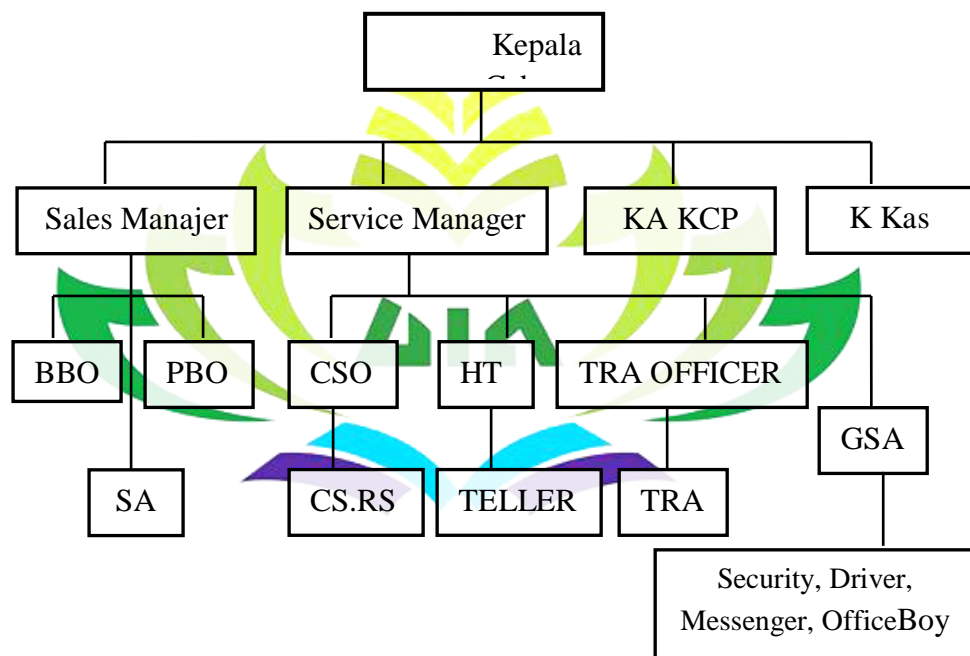 Kepala
Sales Manajer
Service Manager
KA KCP
K Kas
BBO
PBO
CSO
HT
TRA OFFICER
GSA
SA
CS.RS
TELLER
TRA
Security, Driver,
Messenger, OfficeBoy